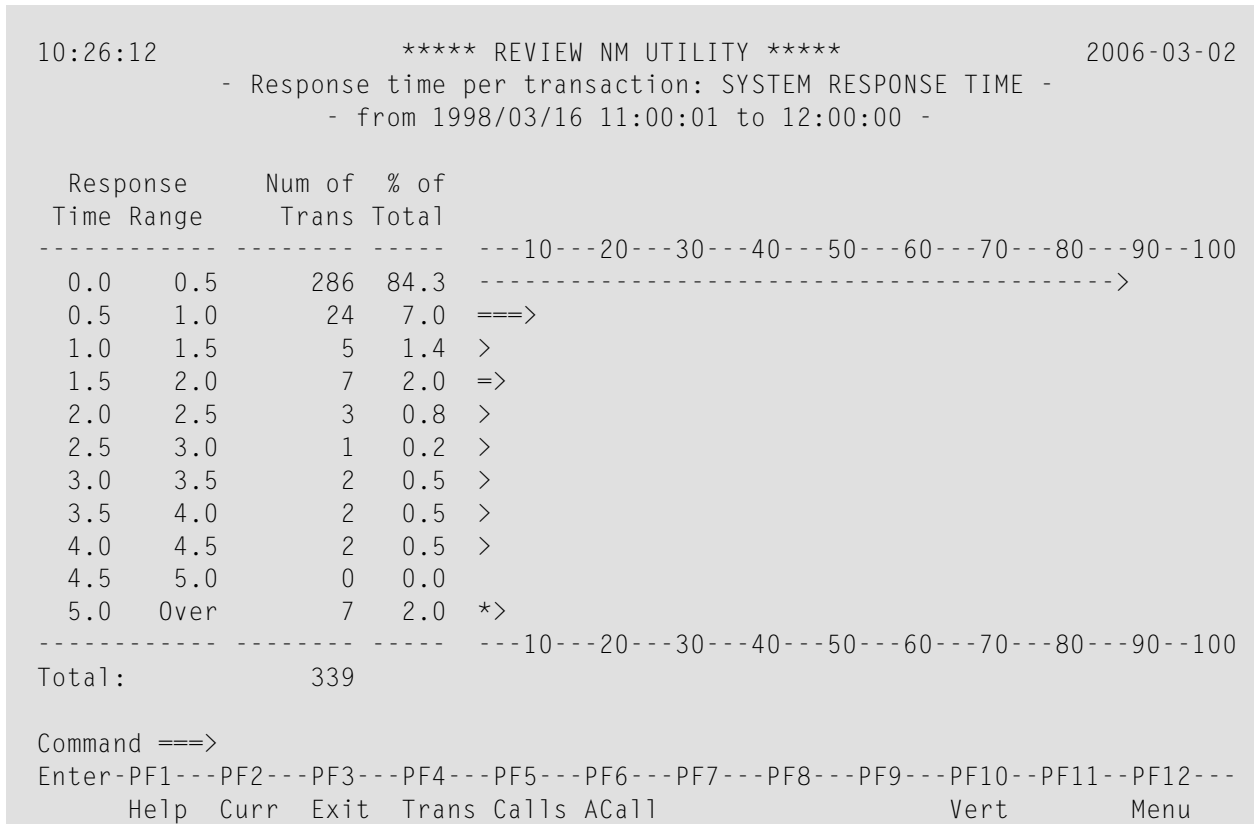 10:26:12                ***** REVIEW NM UTILITY *****                2006-03-02
            - Response time per transaction: SYSTEM RESPONSE TIME -
                   - from 1998/03/16 11:00:01 to 12:00:00 -
  Response     Num of  % of
 Time Range     Trans Total
------------ -------- -----  ---10---20---30---40---50---60---70---80---90--100
  0.0    0.5      286  84.3  ------------------------------------------>
  0.5    1.0       24   7.0  ===>
  1.0    1.5        5   1.4  >
  1.5    2.0        7   2.0  =>
  2.0    2.5        3   0.8  >
  2.5    3.0        1   0.2  >
  3.0    3.5        2   0.5  >
  3.5    4.0        2   0.5  >
  4.0    4.5        2   0.5  >
  4.5    5.0        0   0.0
  5.0   Over        7   2.0  *>
------------ -------- -----  ---10---20---30---40---50---60---70---80---90--100
Total:            339
Command ===>
Enter-PF1---PF2---PF3---PF4---PF5---PF6---PF7---PF8---PF9---PF10--PF11--PF12---
      Help  Curr  Exit  Trans Calls ACall                   Vert        Menu